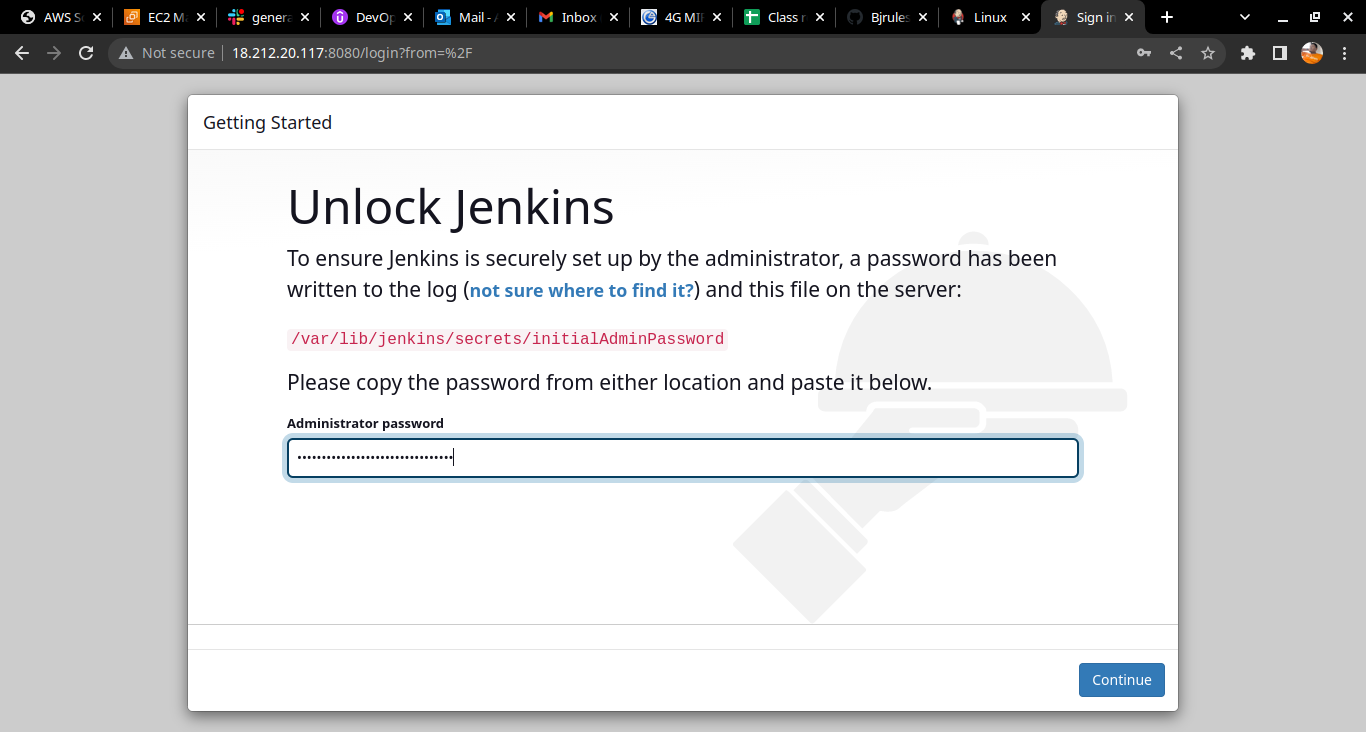 AWS S
EC2 M
genera
DevOp
Mail - 
Inbox
4G MI
Class r
Bjrules
Linux
Sign in
Not secure
18.212.20.117:8080/login?from=%2F
Getting Started
Unlock Jenkins
To ensure Jenkins is securely set up by the administrator, a password has been
written to the log (not sure where to find it?) and this file on the server:
/var/lib/jenkins/secrets/initialAdminPassword
Please copy the password from either location and paste it below.
Administrator password
••••••••••••••••••••••••••••••••
Continue